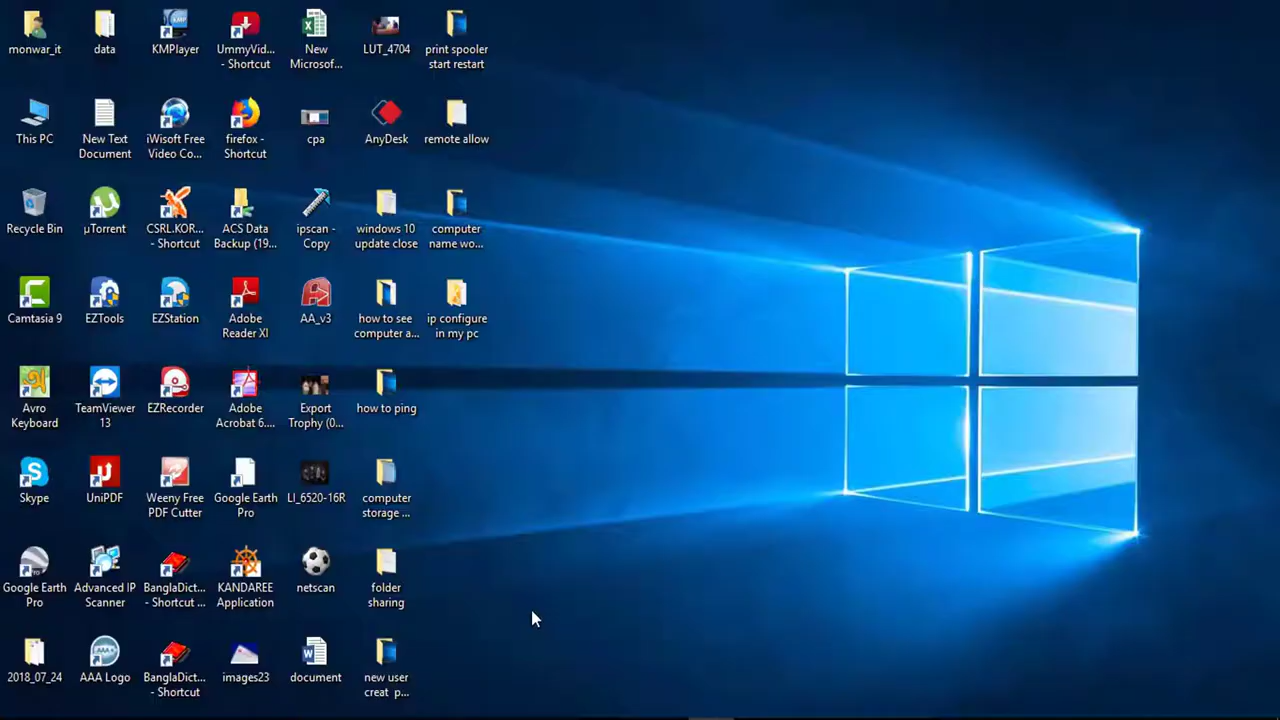 monwar_it
data
KMPlayer
UmmyVid...
- Shortcut
New
Microsof...
LUT_4704
print spooler
start restart
This PC
New Text
Document
iWisoft Free
Video Co...
firefox -
Shortcut
cpa
AnyDesk
remote allow
Recycle Bin
µTorrent
CSRL.KOR...
- Shortcut
ACS Data
Backup (19...
ipscan -
Copy
windows 10
update close
computer
name wo...
Camtasia 9
EZTools
EZStation
Adobe
Reader XI
AA_v3
how to see
computer a...
ip configure
in my pc
Avro
Keyboard
TeamViewer
13
EZRecorder
Adobe
Acrobat 6....
Export
Trophy (0...
how to ping
Skype
UniPDF
Weeny Free
PDF Cutter
Google Earth
Pro
LI_6520-16R
computer
storage ...
Google Earth
Pro
Advanced IP
Scanner
BanglaDict...
- Shortcut ...
KANDAREE
Application
netscan
folder
sharing
2018_07_24
AAA Logo
BanglaDict...
- Shortcut
images23
document
new user
creat p...